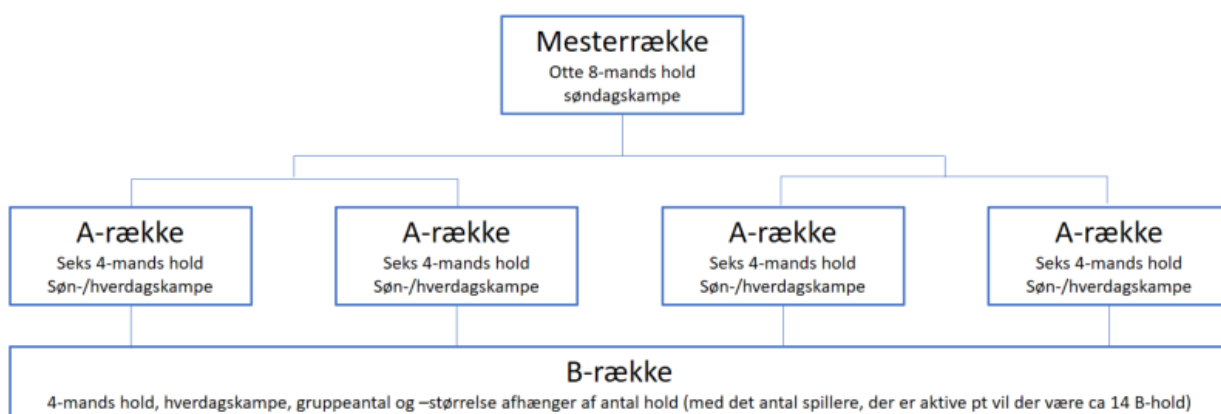 Mesterrække
Otte 8-mands hold
søndagskampe
A-række
Seks 4-mands hold
Søn-/hverdagskampe
A-række
Seks 4-mands hold
Søn-/hverdagskampe
A-række
Seks 4-mands hold
Søn-/hverdagskampe
A-række
Seks 4-mands hold
Søn-/hverdagskampe
B-række
4-mands hold, hverdagskampe, gruppeantal og –størrelse afhænger af antal hold (med det antal spillere, der er aktive pt vil der være ca 14 B-hold)